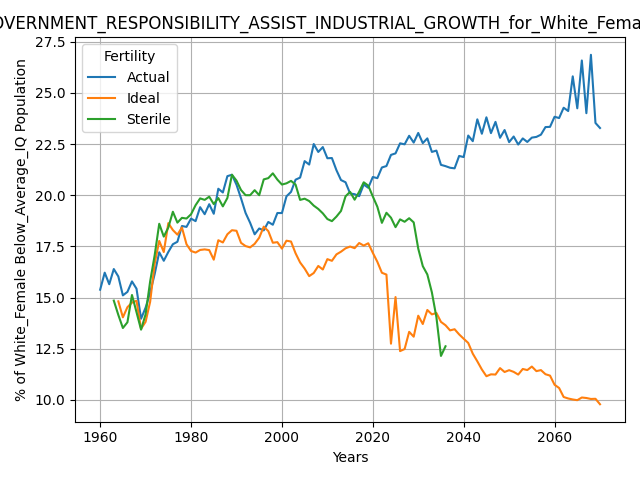 OVERNMENT_RESPONSIBILITY_ASSIST_INDUSTRIAL_GROWTH_for_White_Fema
Fertility
Actual
Ideal
Sterile
% of White_Female Below_Average_IQ Population
27.5
25.0
22.5
20.0
17.5
15.0
12.5
10.0
1960
1980
2000
2020
2040
2060
Years